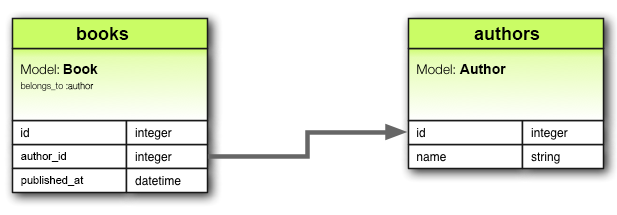 books
Model: Book
belongs_to :author
id integer
author_id integer
published_at datetime
authors
Model: Author
id integer
name string